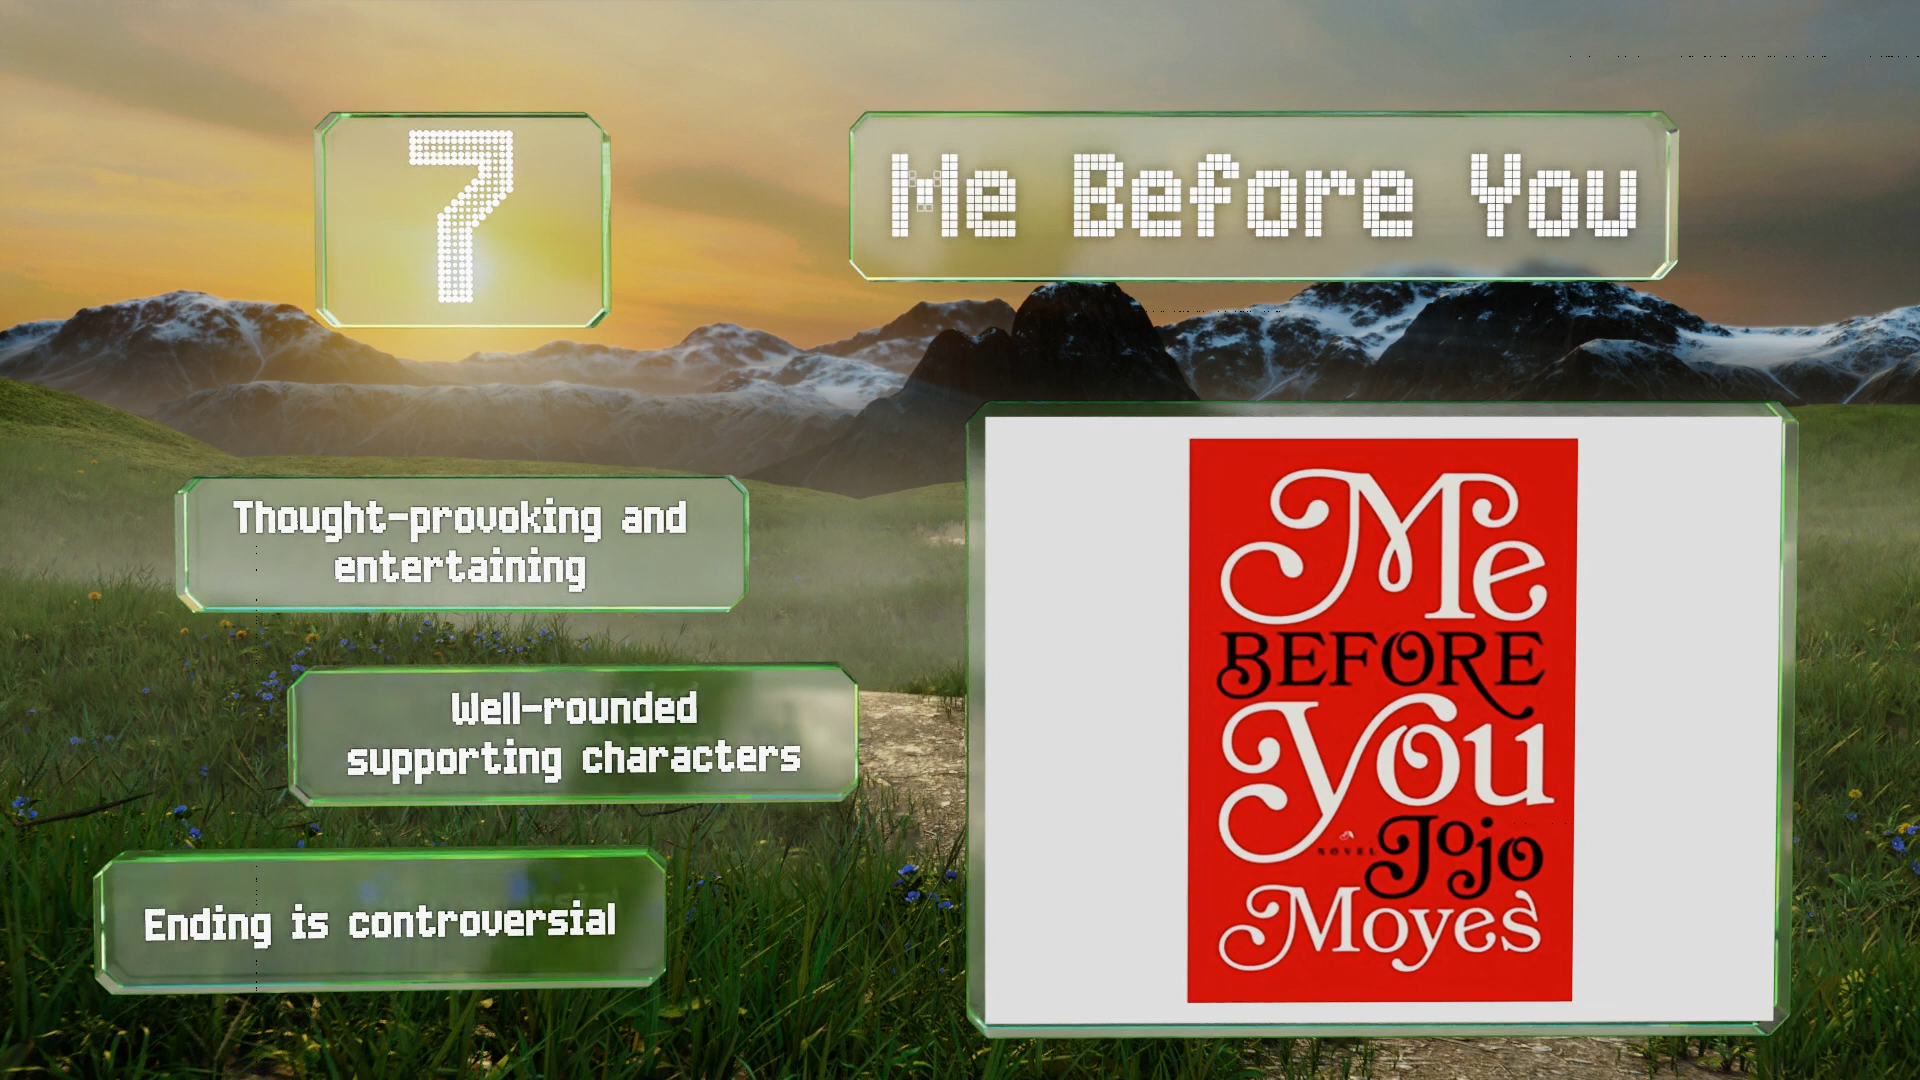 7
Me Before You
Thought-provoking and
entertaining
Well-rounded
supporting characters
Ending is controversial
Me
BEFORE
You
A
NOVEL
Jojo
Moyes